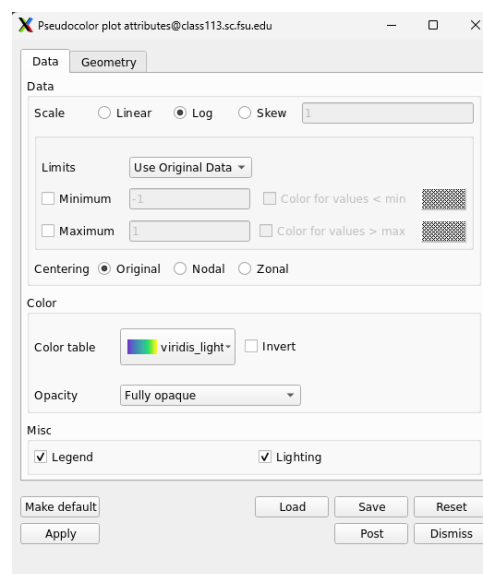 Pseudocolor plot attributes@class113.sc.fsu.edu
Data Geometry
Data
Scale Linear Log Skew 1
Limits Use Original Data
Minimum -1 Color for values < min
Maximum 1 Color for values > max
Centering Original Nodal Zonal
Color
Color table viridis_light Invert
Opacity Fully opaque
Misc
Legend Lighting
Make default Load Save Reset
Apply Post Dismiss